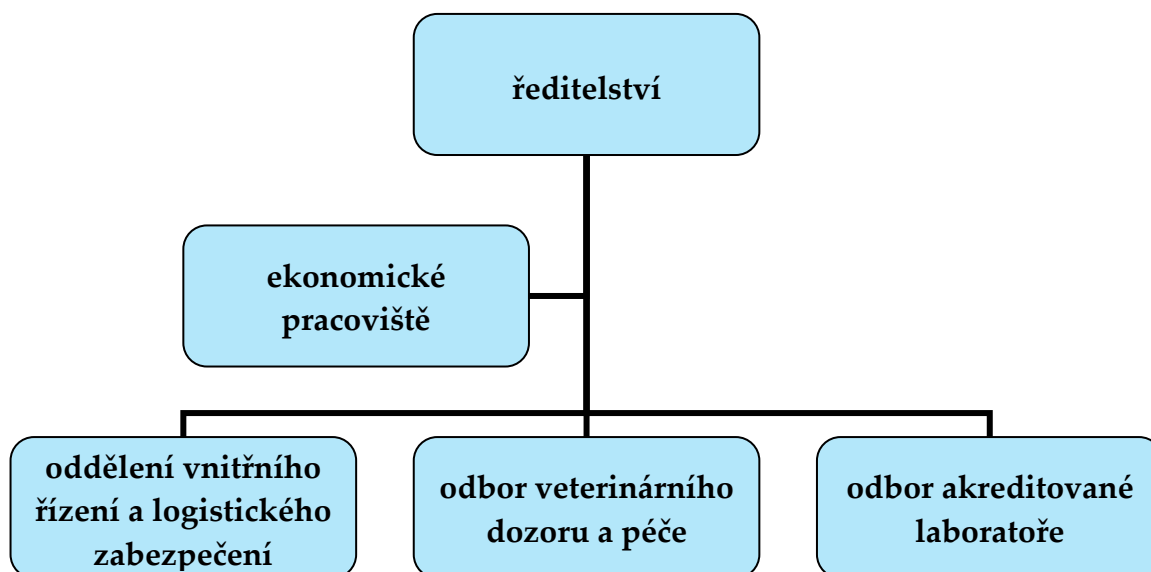 ředitelství
ekonomické
pracoviště
oddělení vnitřního
řízení a logistického
zabezpečení
odbor veterinárního
dozoru a péče
odbor akreditované
laboratoře